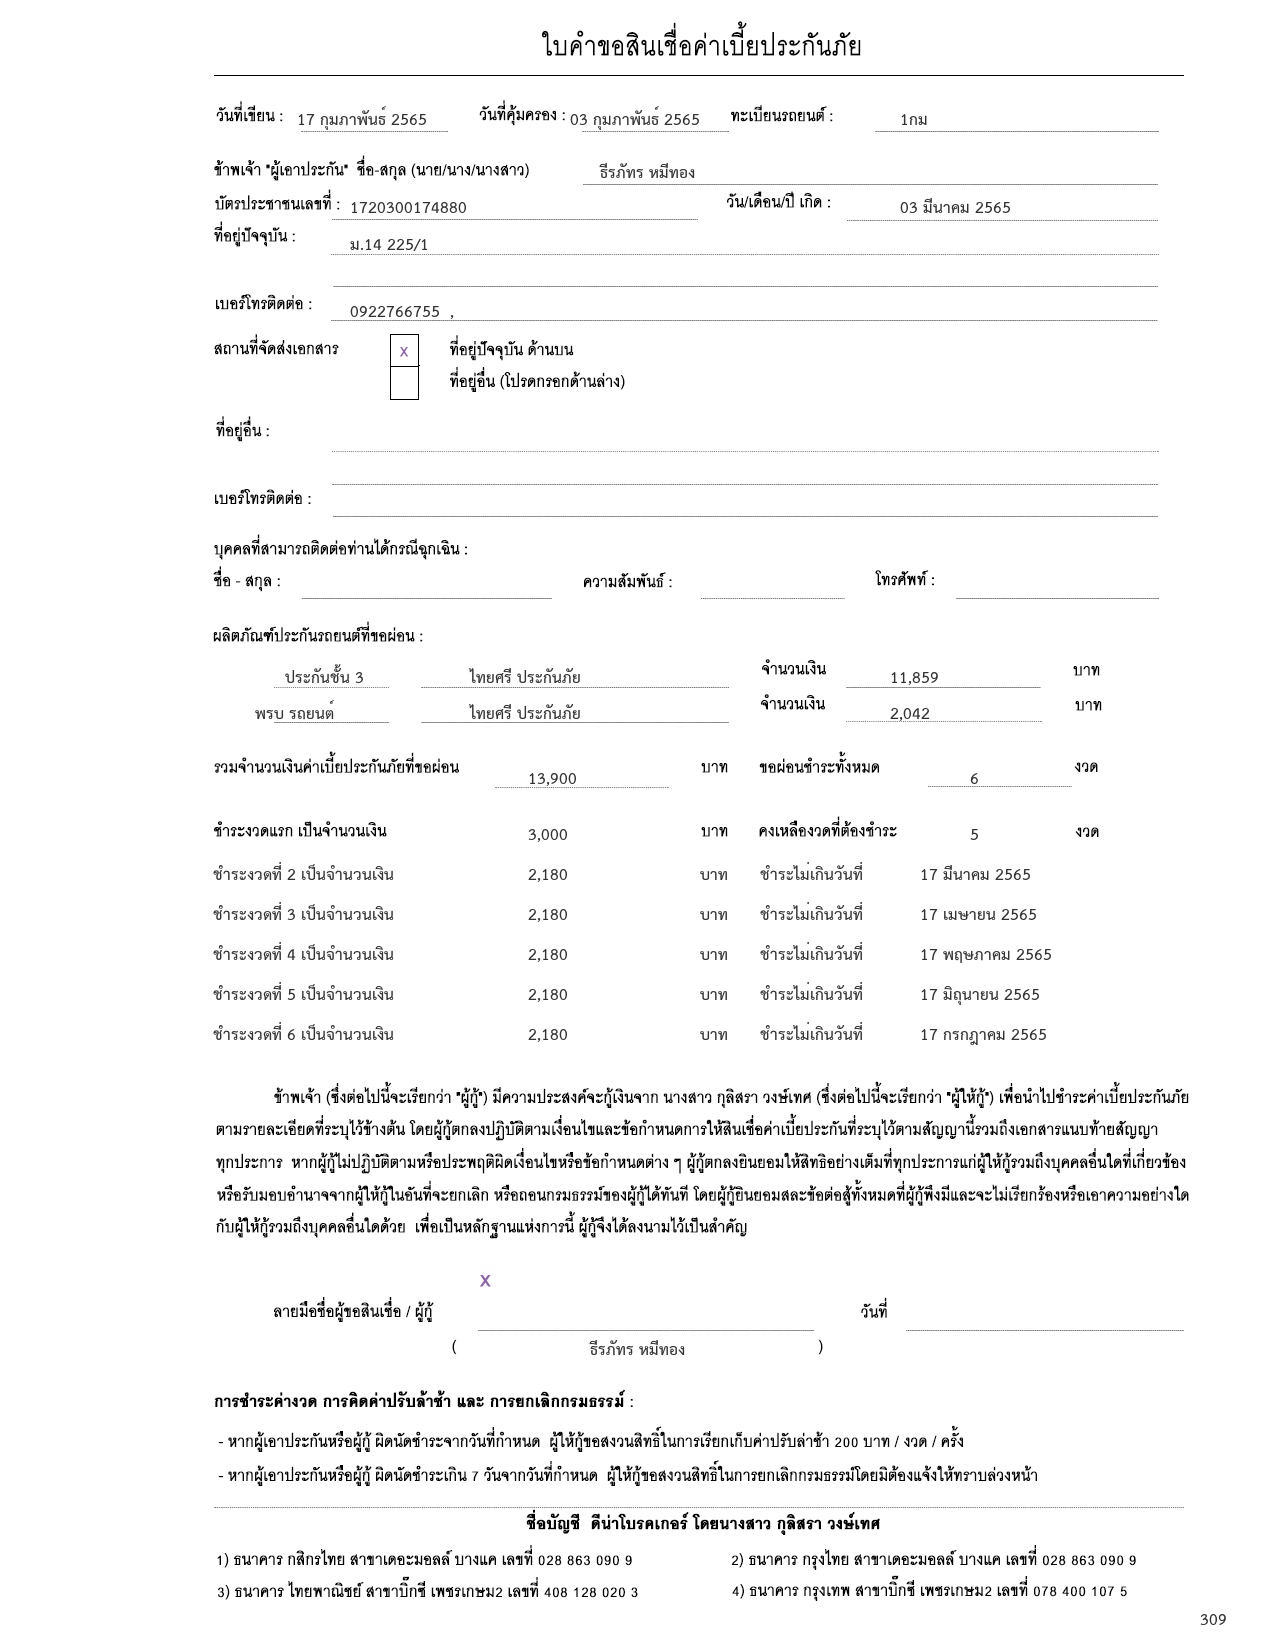 ใบคำขอสินเชื่อค่าเบี้ยประกันภัย
วันที่เขียน : 17 กุมภาพันธ์ 2565 วันที่คุ้มครอง : 03 กุมภาพันธ์ 2565 ทะเบียนรถยนต์ : 1กม
ข้าพเจ้า "ผู้เอาประกัน" ชื่อ-สกุล (นาย/นาง/นางสาว) ธีรภัทร หมีทอง
บัตรประชาชนเลขที่ : 1720300174880 วัน/เดือน/ปี เกิด : 03 มีนาคม 2565
ที่อยู่ปัจจุบัน : ม.14 225/1
เบอร์โทรติดต่อ : 0922766755 ,
สถานที่จัดส่งเอกสาร x ที่อยู่ปัจจุบัน ด้านบน
ที่อยู่อื่น (โปรดกรอกด้านล่าง)
ที่อยู่อื่น :
เบอร์โทรติดต่อ :
บุคคลที่สามารถติดต่อท่านได้กรณีฉุกเฉิน :
ชื่อ - สกุล : ความสัมพันธ์ : โทรศัพท์ :
ผลิตภัณฑ์ประกันรถยนต์ที่ขอผ่อน :
ประกันชั้น 3 ไทยศรี ประกันภัย จำนวนเงิน 11,859 บาท
พรบ รถยนต์ ไทยศรี ประกันภัย จำนวนเงิน 2,042 บาท
รวมจำนวนเงินค่าเบี้ยประกันภัยที่ขอผ่อน 13,900 บาท ขอผ่อนชำระทั้งหมด 6 งวด
ชำระงวดแรก เป็นจำนวนเงิน 3,000 บาท คงเหลืองวดที่ต้องชำระ 5 งวด
ชำระงวดที่ 2 เป็นจำนวนเงิน 2,180 บาท ชำระไม่เกินวันที่ 17 มีนาคม 2565
ชำระงวดที่ 3 เป็นจำนวนเงิน 2,180 บาท ชำระไม่เกินวันที่ 17 เมษายน 2565
ชำระงวดที่ 4 เป็นจำนวนเงิน 2,180 บาท ชำระไม่เกินวันที่ 17 พฤษภาคม 2565
ชำระงวดที่ 5 เป็นจำนวนเงิน 2,180 บาท ชำระไม่เกินวันที่ 17 มิถุนายน 2565
ชำระงวดที่ 6 เป็นจำนวนเงิน 2,180 บาท ชำระไม่เกินวันที่ 17 กรกฎาคม 2565
ข้าพเจ้า (ซึ่งต่อไปนี้จะเรียกว่า "ผู้กู้") มีความประสงค์จะกู้เงินจาก นางสาว กุลิสรา วงษ์เทศ (ซึ่งต่อไปนี้จะเรียกว่า "ผู้ให้กู้") เพื่อนำไปชำระค่าเบี้ยประกันภัย
ตามรายละเอียดที่ระบุไว้ข้างต้น โดยผู้กู้ตกลงปฏิบัติตามเงื่อนไขและข้อกำหนดการให้สินเชื่อค่าเบี้ยประกันที่ระบุไว้ตามสัญญานี้รวมถึงเอกสารแนบท้ายสัญญา
ทุกประการ หากผู้กู้ไม่ปฏิบัติตามหรือประพฤติผิดเงื่อนไขหรือข้อกำหนดต่าง ๆ ผู้กู้ตกลงยินยอมให้สิทธิอย่างเต็มที่ทุกประการแก่ผู้ให้กู้รวมถึงบุคคลอื่นใดที่เกี่ยวข้อง
หรือรับมอบอำนาจจากผู้ให้กู้ในอันที่จะยกเลิก หรือถอนกรมธรรม์ของผู้กู้ได้ทันที โดยผู้กู้ยินยอมสละข้อต่อสู้ทั้งหมดที่ผู้กู้พึงมีและจะไม่เรียกร้องหรือเอาความอย่างใด
กับผู้ให้กู้รวมถึงบุคคลอื่นใดด้วย เพื่อเป็นหลักฐานแห่งการนี้ ผู้กู้จึงได้ลงนามไว้เป็นสำคัญ
x
ลายมือชื่อผู้ขอสินเชื่อ / ผู้กู้ วันที่
( ธีรภัทร หมีทอง )
การชำระค่างวด การคิดค่าปรับล้าช้า และ การยกเลิกกรมธรรม์ :
- หากผู้เอาประกันหรือผู้กู้ ผิดนัดชำระจากวันที่กำหนด ผู้ให้กู้ขอสงวนสิทธิ์ในการเรียกเก็บค่าปรับล่าช้า 200 บาท / งวด / ครั้ง
- หากผู้เอาประกันหรือผู้กู้ ผิดนัดชำระเกิน 7 วันจากวันที่กำหนด ผู้ให้กู้ขอสงวนสิทธิ์ในการยกเลิกกรมธรรม์โดยมิต้องแจ้งให้ทราบล่วงหน้า
ชื่อบัญชี ดีน่าโบรคเกอร์ โดยนางสาว กุลิสรา วงษ์เทศ
1) ธนาคาร กสิกรไทย สาขาเดอะมอลล์ บางแค เลขที่ 028 863 090 9 2) ธนาคาร กรุงไทย สาขาเดอะมอลล์ บางแค เลขที่ 028 863 090 9
3) ธนาคาร ไทยพาณิชย์ สาขาบิ๊กซี เพชรเกษม2 เลขที่ 408 128 020 3 4) ธนาคาร กรุงเทพ สาขาบิ๊กซี เพชรเกษม2 เลขที่ 078 400 107 5
309